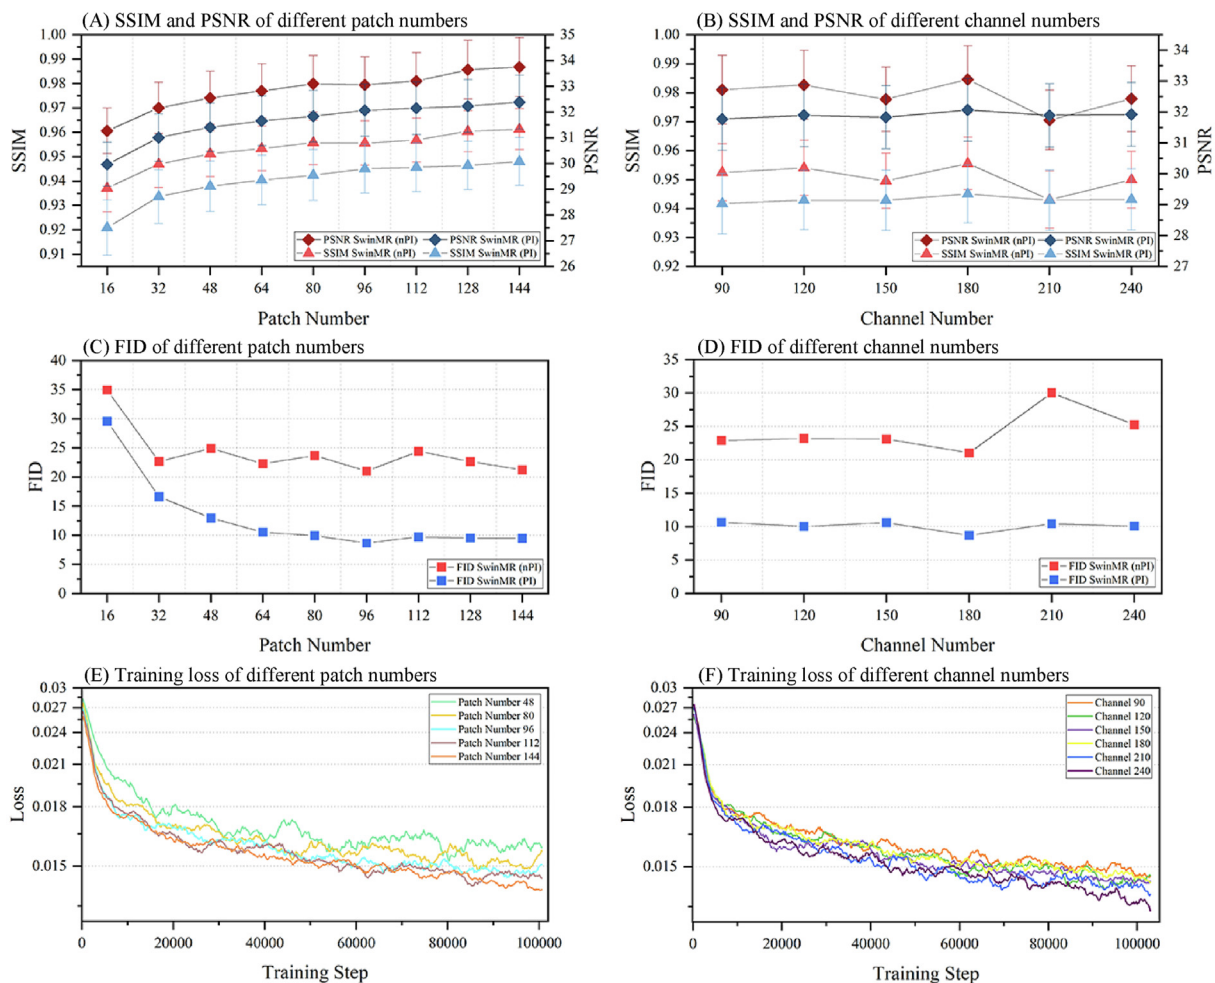 (A) SSIM and PSNR of different patch numbers
1.00
0.99
0.98
0.97
0.96
0.95
0.94
0.93
0.92
0.91
SSIM
35
34
33
32
31
30
29
28
27
26
PSNR
PSNR SwinMR (nPI)
PSNR SwinMR (PI)
SSIM SwinMR (nPI)
SSIM SwinMR (PI)
16 32 48 64 80 96 112 128 144
Patch Number
(B) SSIM and PSNR of different channel numbers
1.00
0.99
0.98
0.97
0.96
0.95
0.94
0.93
0.92
SSIM
34
33
32
31
30
29
28
27
PSNR
PSNR SwinMR (nPI)
PSNR SwinMR (PI)
SSIM SwinMR (nPI)
SSIM SwinMR (PI)
90 120 150 180 210 240
Channel Number
(C) FID of different patch numbers
40
35
30
25
20
15
10
5
0
FID
FID SwinMR (nPI)
FID SwinMR (PI)
16 32 48 64 80 96 112 128 144
Patch Number
(D) FID of different channel numbers
35
30
25
20
15
10
5
0
FID
FID SwinMR (nPI)
FID SwinMR (PI)
90 120 150 180 210 240
Channel Number
(E) Training loss of different patch numbers
0.03
0.027
0.024
0.021
0.018
0.015
Loss
Patch Number 48
Patch Number 80
Patch Number 96
Patch Number 112
Patch Number 144
0 20000 40000 60000 80000 100000
Training Step
(F) Training loss of different channel numbers
0.03
0.027
0.024
0.021
0.018
0.015
Loss
Channel 90
Channel 120
Channel 150
Channel 180
Channel 210
Channel 240
0 20000 40000 60000 80000 100000
Training Step